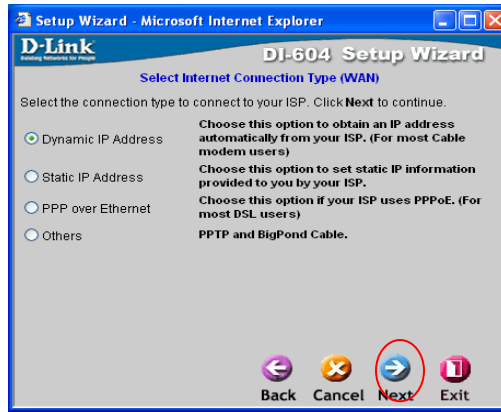 Setup Wizard - Microsoft Internet Explorer
D-Link
Building Networks for People
DI-604 Setup Wizard
Select Internet Connection Type (WAN)
Select the connection type to connect to your ISP. Click Next to continue.
Dynamic IP Address
Choose this option to obtain an IP address
automatically from your ISP. (For most Cable
modem users)
Static IP Address
Choose this option to set static IP information
provided to you by your ISP.
PPP over Ethernet
Choose this option if your ISP uses PPPoE. (For
most DSL users)
Others
PPTP and BigPond Cable.
Back Cancel Next Exit